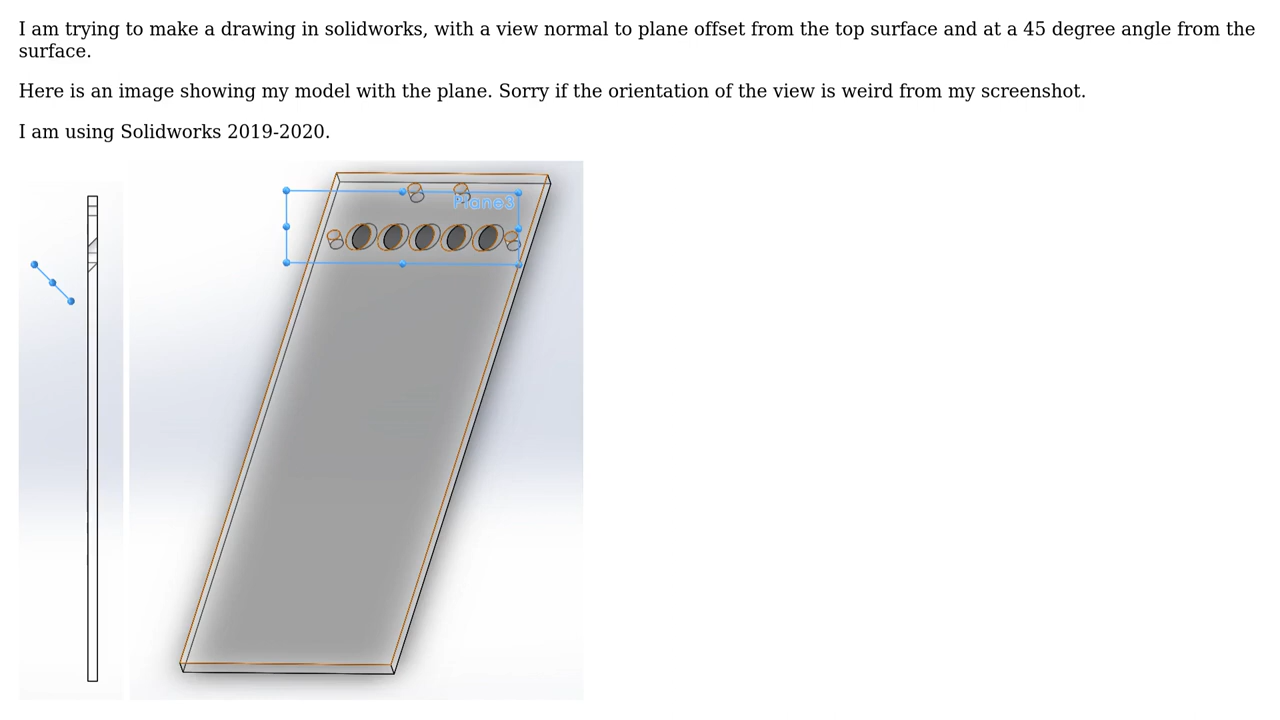 I am trying to make a drawing in solidworks, with a view normal to plane offset from the top surface and at a 45 degree angle from the
surface.
Here is an image showing my model with the plane. Sorry if the orientation of the view is weird from my screenshot.
I am using Solidworks 2019-2020.
Plane3